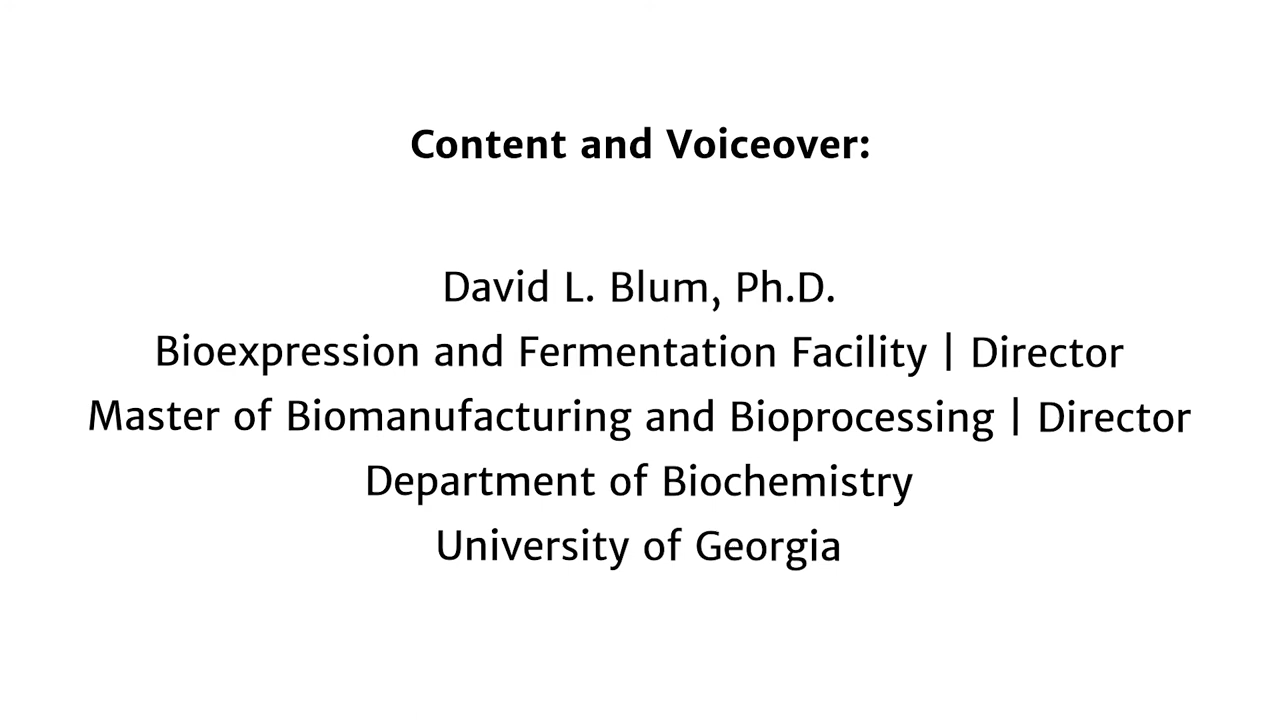 Content and Voiceover:
David L. Blum, Ph.D.
Bioexpression and Fermentation Facility | Director
Master of Biomanufacturing and Bioprocessing | Director
Department of Biochemistry
University of Georgia